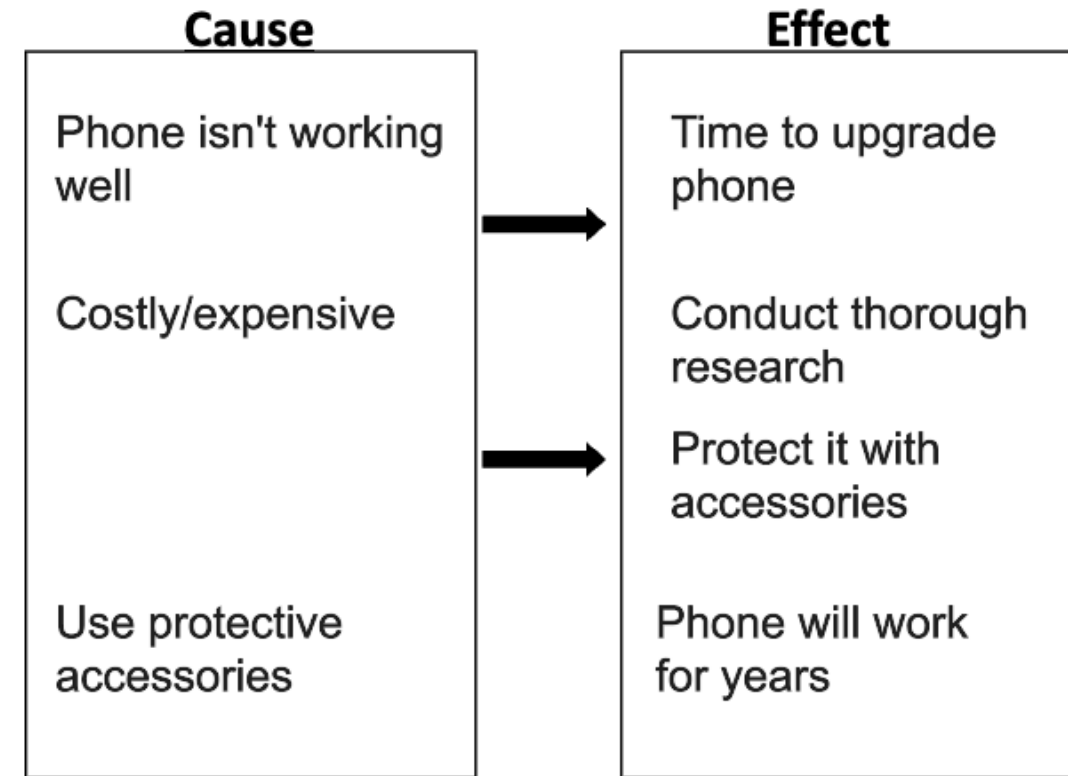 Cause
Effect
Phone isn't working
well
Time to upgrade
phone
Costly/expensive
Conduct thorough
research
Protect it with
accessories
Use protective
accessories
Phone will work
for years